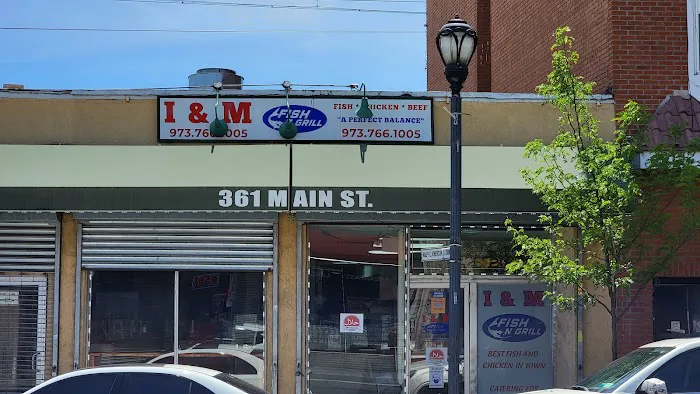 I & M
FISH
N GRILL
FISH * CHICKEN * BEEF
"A PERFECT BALANCE"
973.766.1005
973.766.1005
361 MAIN ST.
I & M
FISH
N GRILL
BEST FISH AND
CHICKEN IN TOWN
CATERING FOR